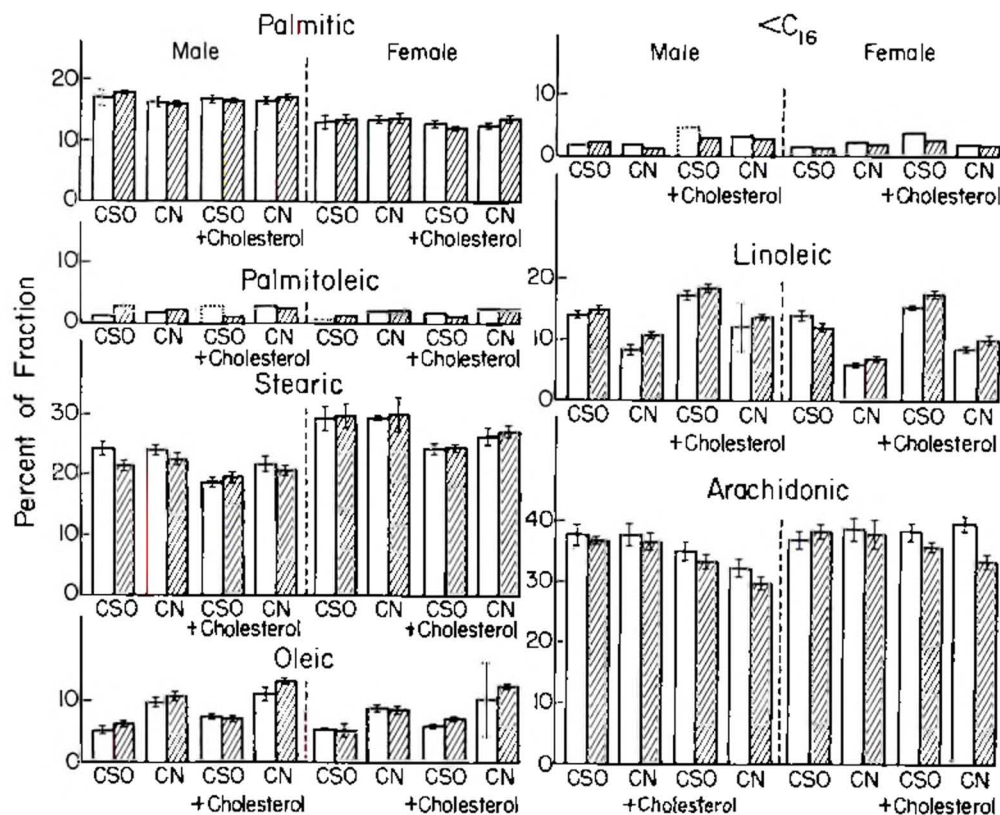 Percent of Fraction
Palmitic
Male Female
20
10
0
CSO CN CSO CN CSO CN CSO CN
+Cholesterol +Cholesterol
Palmitoleic
10
0
CSO CN CSO CN CSO CN CSO CN
+Cholesterol +Cholesterol
Stearic
30
20
10
0
CSO CN CSO CN CSO CN CSO CN
+Cholesterol +Cholesterol
Oleic
10
0
CSO CN CSO CN CSO CN CSO CN
+Cholesterol +Cholesterol
<C16
Male Female
10
0
CSO CN CSO CN CSO CN CSO CN
+Cholesterol +Cholesterol
Linoleic
20
10
0
CSO CN CSO CN CSO CN CSO CN
+Cholesterol +Cholesterol
Arachidonic
40
30
20
10
0
CSO CN CSO CN CSO CN CSO CN
+Cholesterol +Cholesterol